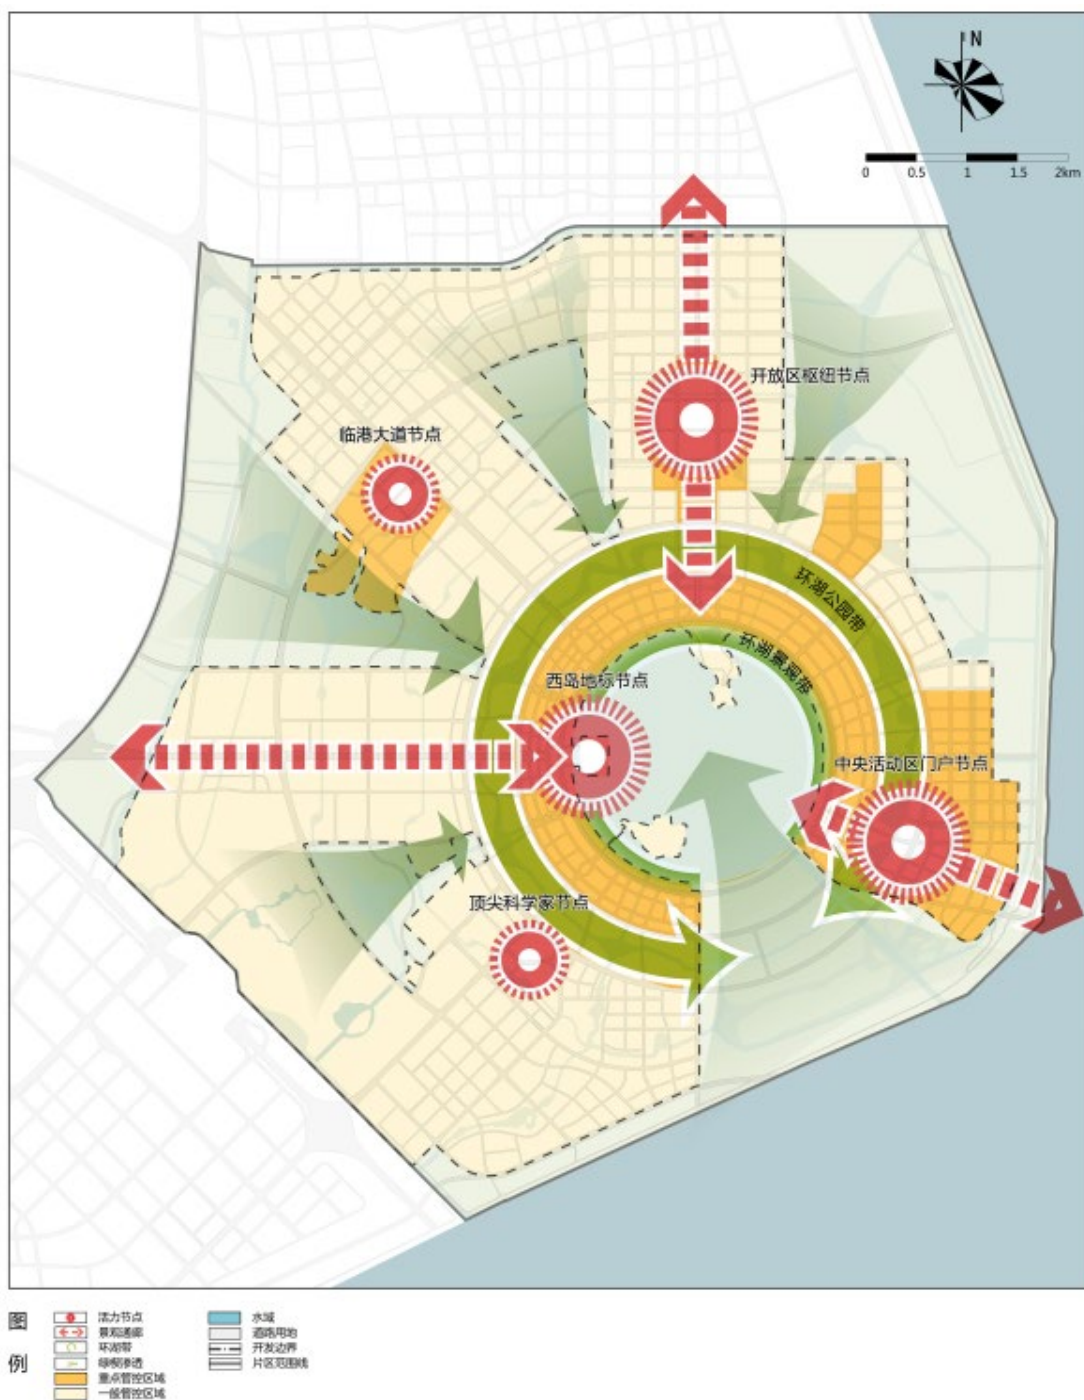 N
0 0.5 1 1.5 2km
开放区枢纽节点
临港大道节点
环湖公园带
环湖景观带
西岛地标节点
中央活动区门户节点
顶尖科学家节点
图例
活力节点
景观通廊
环湖带
绿楔渗透
重点管控区域
一般管控区域
水域
道路用地
开发边界
片区范围线